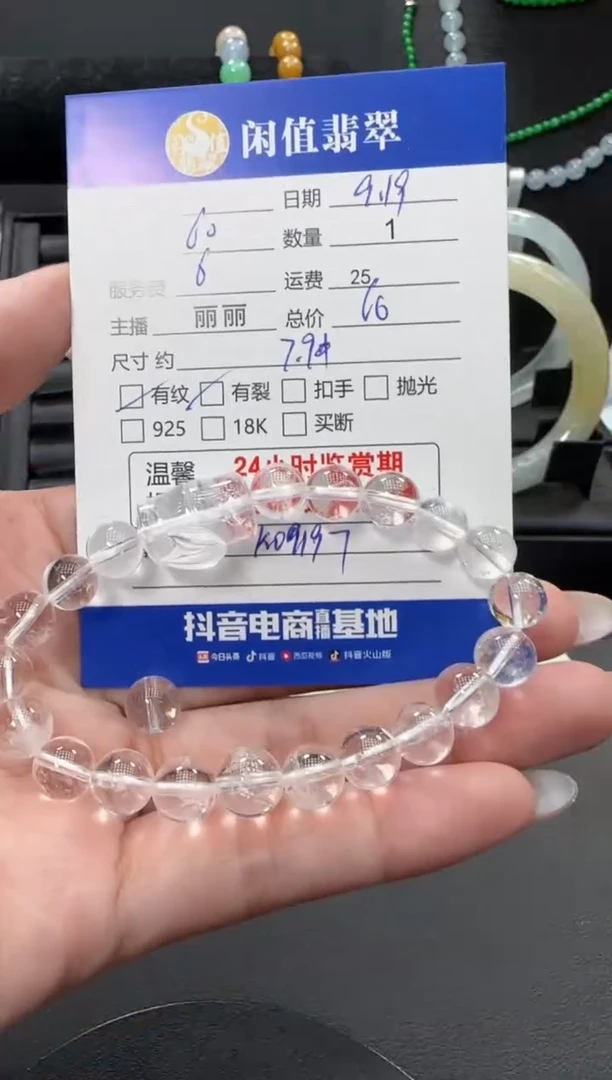 闲值翡翠
日期 9.19
60 数量 1
服务员 6 运费 25
主播 丽丽 总价 66
尺寸 约 7.9
有纹 有裂 扣手 抛光
925 18K 买断
温馨 24小时鉴赏期
K09197
抖音电商直播基地
今日头条 抖音 西瓜视频 抖音火山版